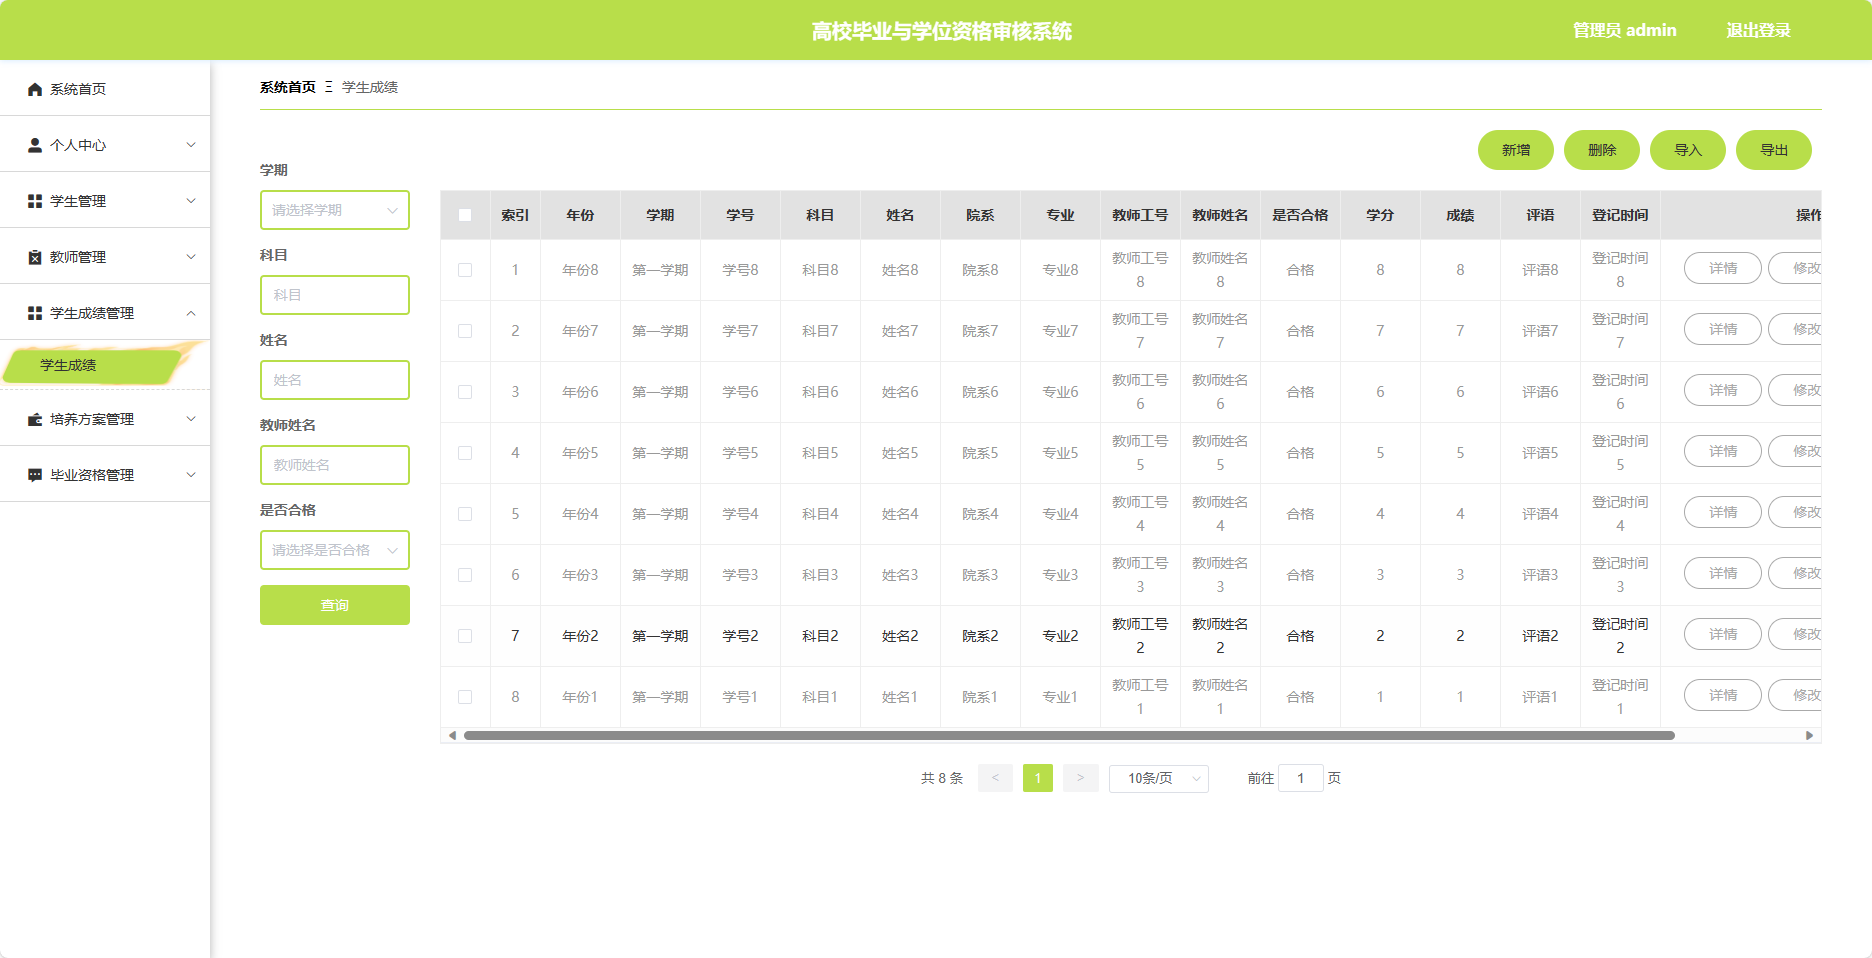 高校毕业与学位资格审核系统
管理员 admin
退出登录
系统首页
个人中心
学生管理
教师管理
学生成绩管理
学生成绩
培养方案管理
毕业资格管理
系统首页 Ξ 学生成绩
新增 删除 导入 导出
学期
请选择学期
科目
科目
姓名
姓名
教师姓名
教师姓名
是否合格
请选择是否合格
查询
索引 年份 学期 学号 科目 姓名 院系 专业 教师工号 教师姓名 是否合格 学分 成绩 评语 登记时间 操作
1 年份8 第一学期 学号8 科目8 姓名8 院系8 专业8 教师工号8 教师姓名8 合格 8 8 评语8 登记时间8 详情 修改
2 年份7 第一学期 学号7 科目7 姓名7 院系7 专业7 教师工号7 教师姓名7 合格 7 7 评语7 登记时间7 详情 修改
3 年份6 第一学期 学号6 科目6 姓名6 院系6 专业6 教师工号6 教师姓名6 合格 6 6 评语6 登记时间6 详情 修改
4 年份5 第一学期 学号5 科目5 姓名5 院系5 专业5 教师工号5 教师姓名5 合格 5 5 评语5 登记时间5 详情 修改
5 年份4 第一学期 学号4 科目4 姓名4 院系4 专业4 教师工号4 教师姓名4 合格 4 4 评语4 登记时间4 详情 修改
6 年份3 第一学期 学号3 科目3 姓名3 院系3 专业3 教师工号3 教师姓名3 合格 3 3 评语3 登记时间3 详情 修改
7 年份2 第一学期 学号2 科目2 姓名2 院系2 专业2 教师工号2 教师姓名2 合格 2 2 评语2 登记时间2 详情 修改
8 年份1 第一学期 学号1 科目1 姓名1 院系1 专业1 教师工号1 教师姓名1 合格 1 1 评语1 登记时间1 详情 修改
共 8 条 < 1 > 10条/页 前往 1 页